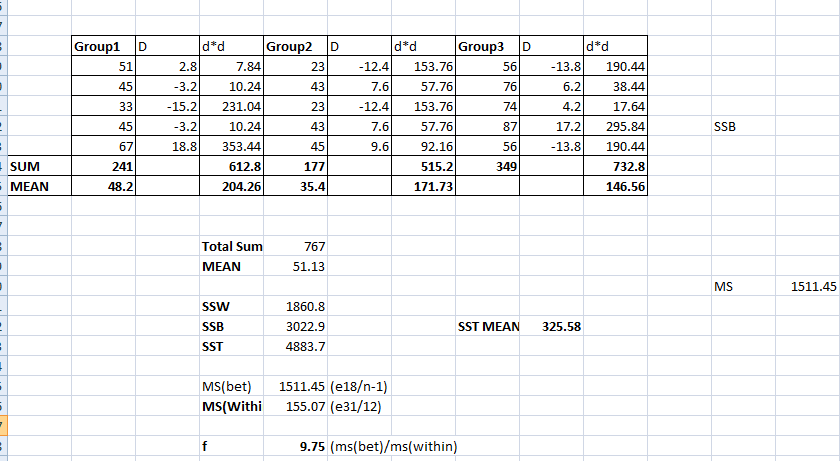 Group1 D d*d Group2 D d*d Group3 D d*d
51 2.8 7.84 23 -12.4 153.76 56 -13.8 190.44
45 -3.2 10.24 43 7.6 57.76 76 6.2 38.44
33 -15.2 231.04 23 -12.4 153.76 74 4.2 17.64
45 -3.2 10.24 43 7.6 57.76 87 17.2 295.84 SSB
67 18.8 353.44 45 9.6 92.16 56 -13.8 190.44
SUM 241 612.8 177 515.2 349 732.8
MEAN 48.2 204.26 35.4 171.73 146.56
Total Sum 767
MEAN 51.13
MS 1511.45
SSW 1860.8
SSB 3022.9 SST MEAN 325.58
SST 4883.7
MS(bet) 1511.45 (e18/n-1)
MS(Withi 155.07 (e31/12)
f 9.75 (ms(bet)/ms(within)